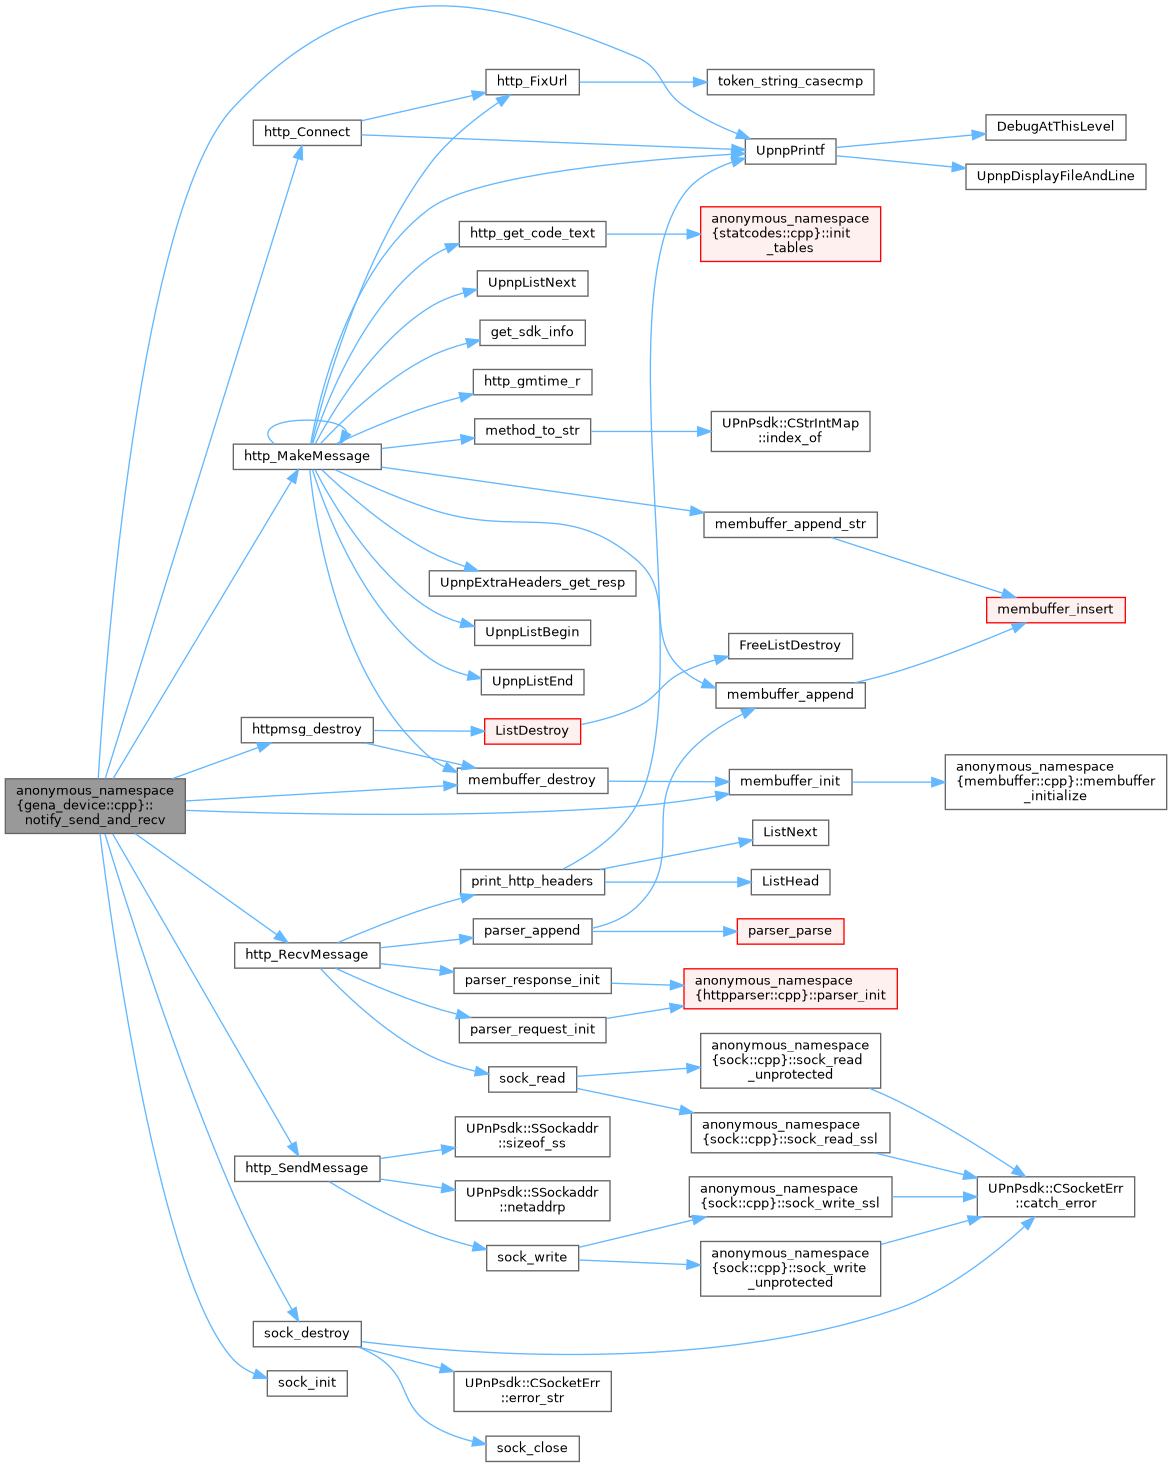 http_FixUrl
token_string_casecmp
http_Connect
UpnpPrintf
DebugAtThisLevel
UpnpDisplayFileAndLine
http_get_code_text
anonymous_namespace
{statcodes::cpp}::init
_tables
UpnpListNext
get_sdk_info
http_gmtime_r
method_to_str
UPnPsdk::CStrIntMap
::index_of
http_MakeMessage
membuffer_append_str
UpnpExtraHeaders_get_resp
membuffer_insert
UpnpListBegin
FreeListDestroy
UpnpListEnd
membuffer_append
httpmsg_destroy
ListDestroy
membuffer_destroy
membuffer_init
anonymous_namespace
{membuffer::cpp}::membuffer
_initialize
anonymous_namespace
{gena_device::cpp}::
notify_send_and_recv
ListNext
print_http_headers
ListHead
parser_append
parser_parse
http_RecvMessage
parser_response_init
anonymous_namespace
{httpparser::cpp}::parser_init
parser_request_init
sock_read
anonymous_namespace
{sock::cpp}::sock_read
_unprotected
anonymous_namespace
{sock::cpp}::sock_read_ssl
UPnPsdk::SSockaddr
::sizeof_ss
http_SendMessage
UPnPsdk::SSockaddr
::netaddrp
anonymous_namespace
{sock::cpp}::sock_write_ssl
UPnPsdk::CSocketErr
::catch_error
sock_write
anonymous_namespace
{sock::cpp}::sock_write
_unprotected
sock_destroy
sock_init
UPnPsdk::CSocketErr
::error_str
sock_close